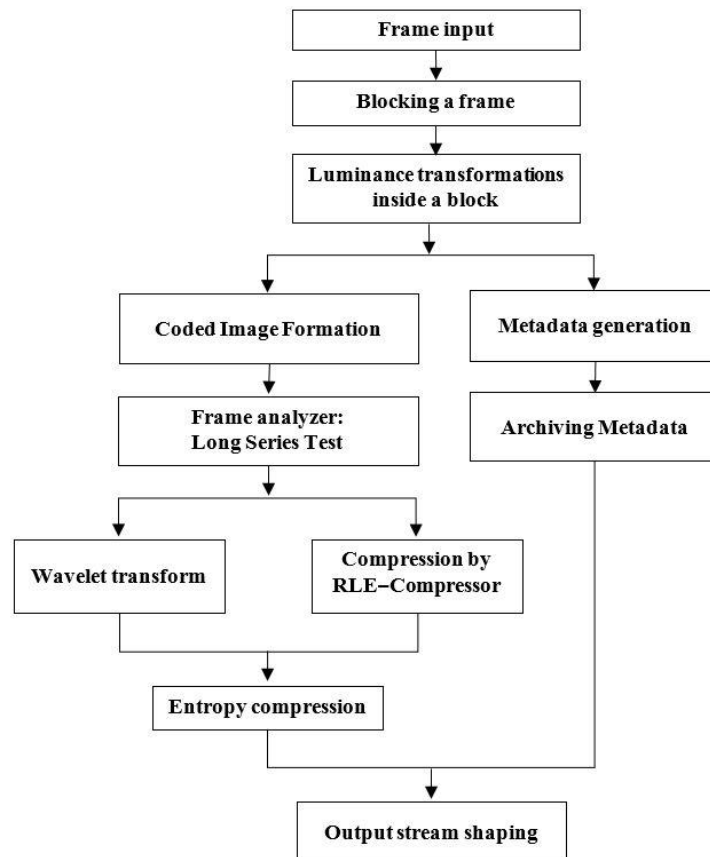 Frame input
Blocking a frame
Luminance transformations
inside a block
Coded Image Formation
Metadata generation
Frame analyzer:
Long Series Test
Archiving Metadata
Wavelet transform
Compression by
RLE−Compressor
Entropy compression
Output stream shaping